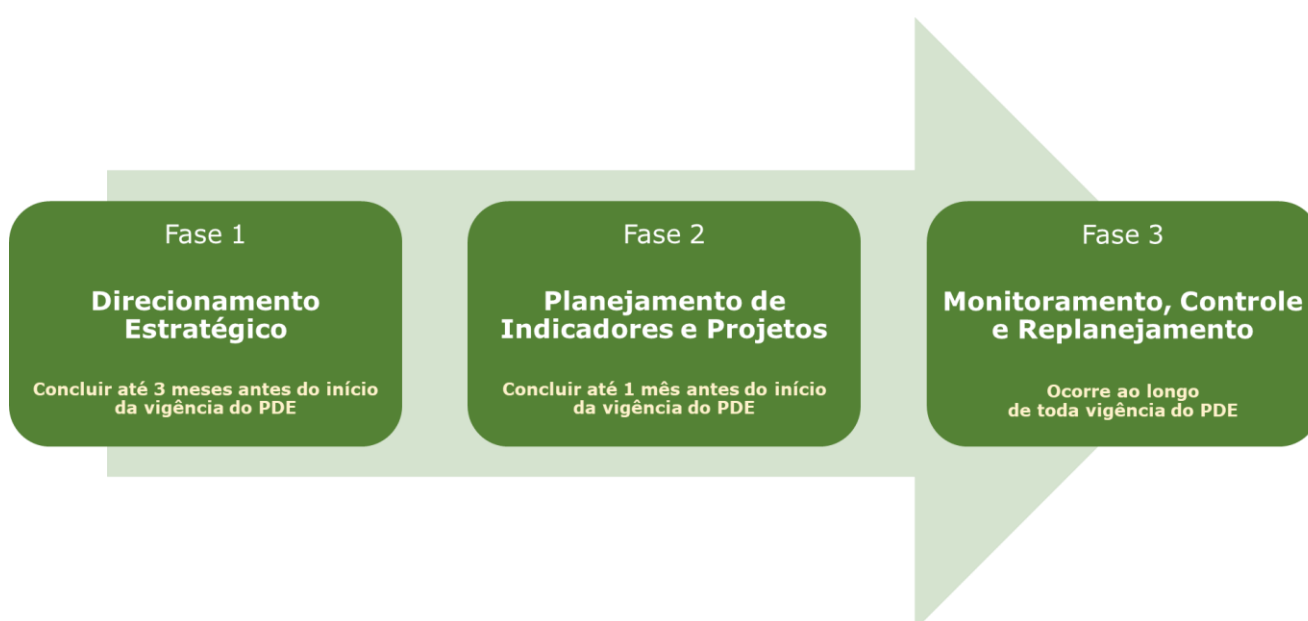 Fase 1
Direcionamento
Estratégico
Concluir até 3 meses antes do início
da vigência do PDE
Fase 2
Planejamento de
Indicadores e Projetos
Concluir até 1 mês antes do início
da vigência do PDE
Fase 3
Monitoramento, Controle
e Replanejamento
Ocorre ao longo
de toda vigência do PDE